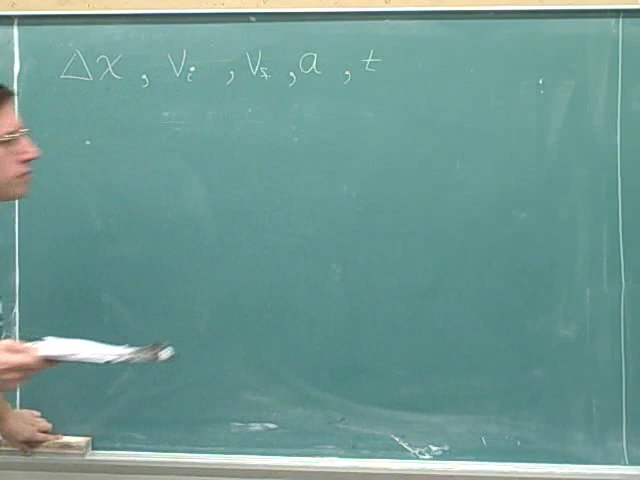 Δx , Vi , Vf , a , t